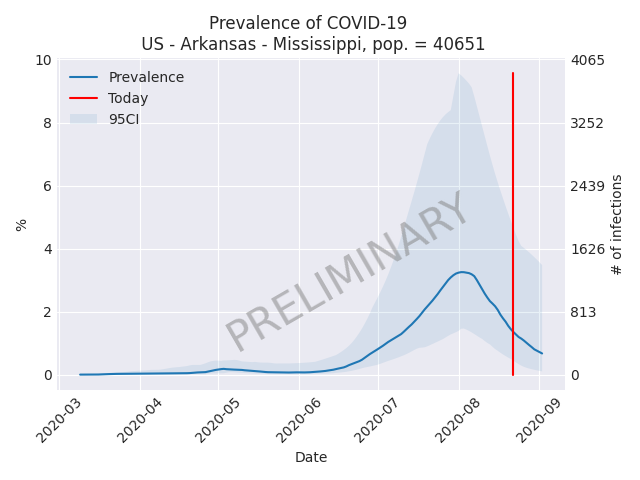 Prevalence of COVID-19
US - Arkansas - Mississippi, pop. = 40651
Prevalence
Today
95CI
PRELIMINARY
%
10
8
6
4
2
0
4065
3252
2439
1626
813
0
# of infections
2020-03
2020-04
2020-05
2020-06
2020-07
2020-08
2020-09
Date